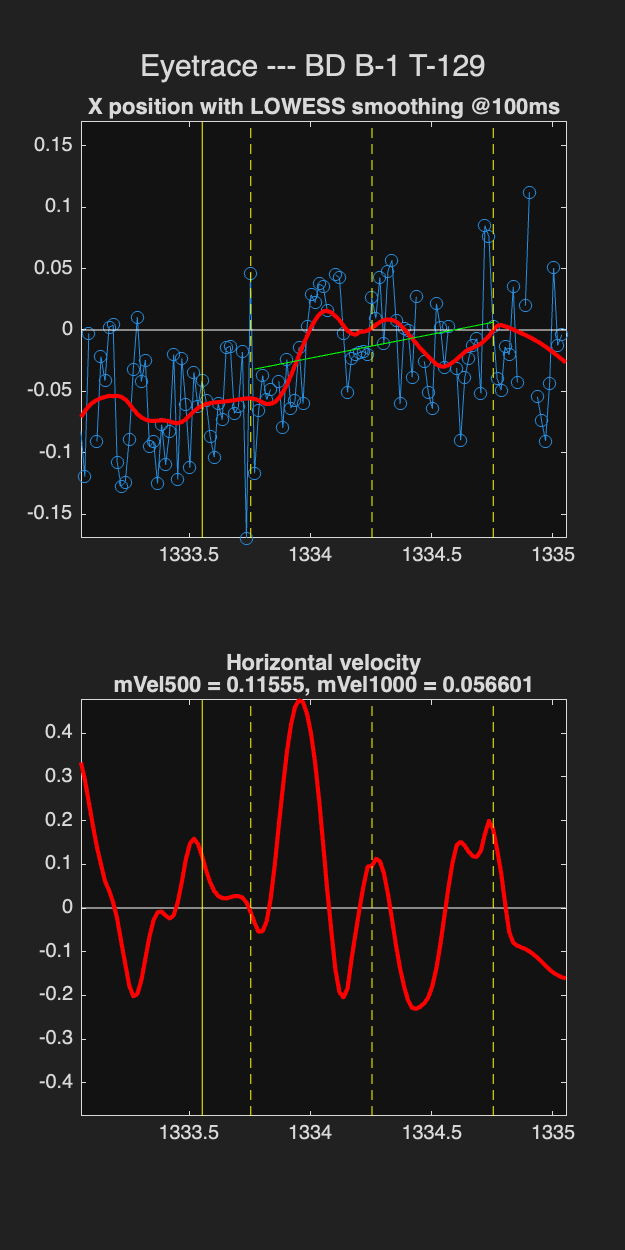 Eyetrace --- BD B-1 T-129
X position with LOWESS smoothing @100ms
0.15
0.1
0.05
0
-0.05
-0.1
-0.15
1333.5 1334 1334.5 1335
Horizontal velocity
mVel500 = 0.11555, mVel1000 = 0.056601
0.4
0.3
0.2
0.1
0
-0.1
-0.2
-0.3
-0.4
1333.5 1334 1334.5 1335